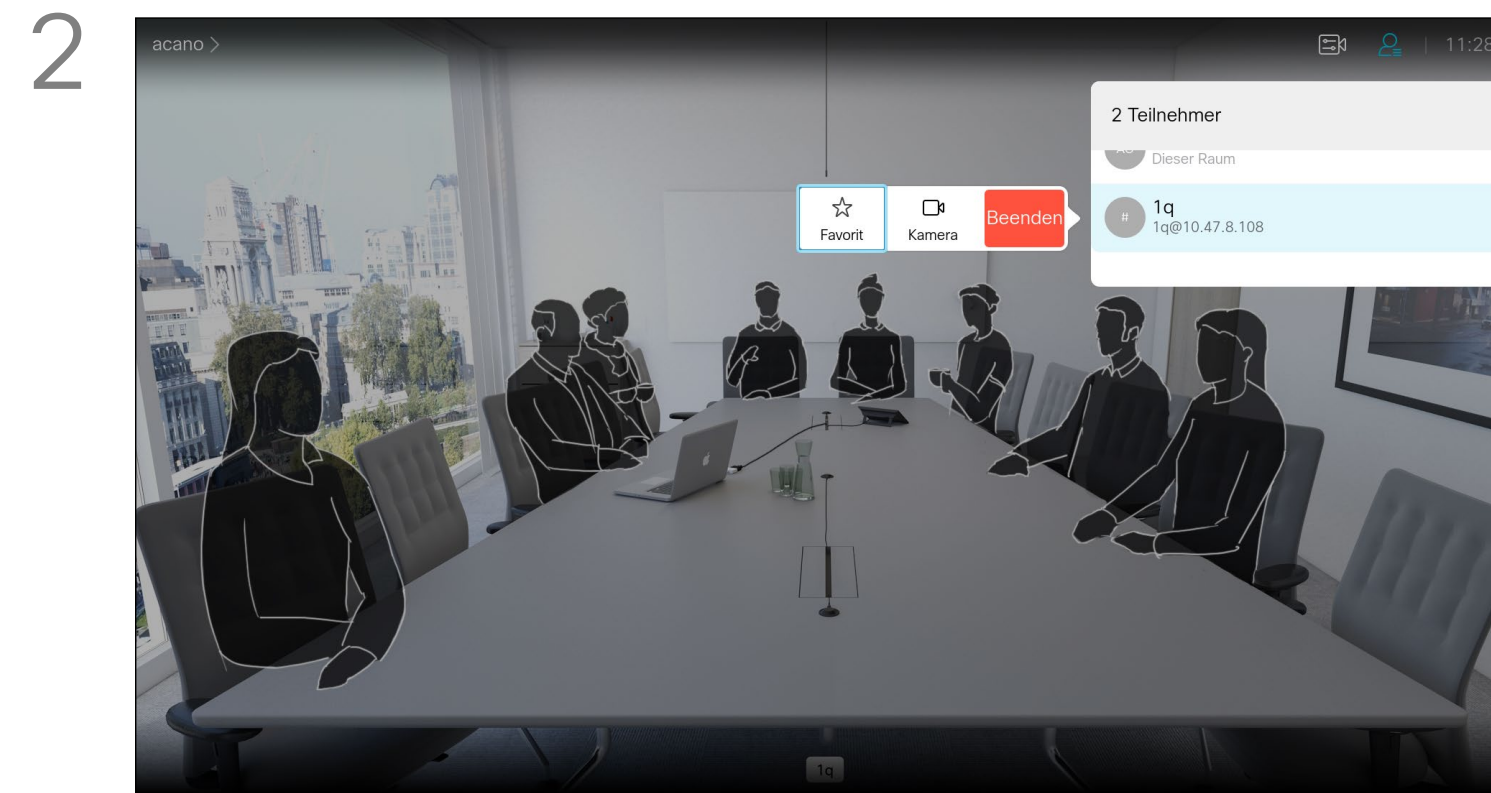 2
acano >
11:28
2 Teilnehmer
Dieser Raum
Favorit
Kamera
Beenden
#
1q
1q@10.47.8.108
1q